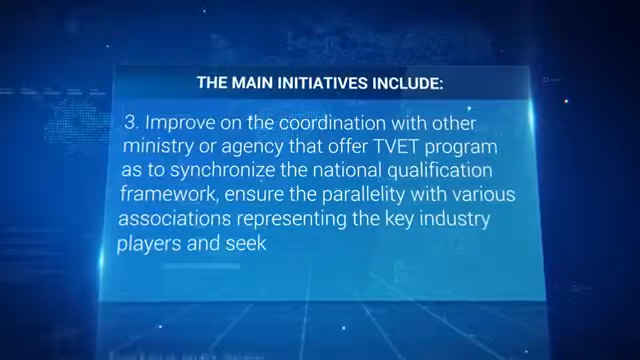 THE MAIN INITIATIVES INCLUDE:
3. Improve on the coordination with other
ministry or agency that offer TVET program
as to synchronize the national qualification
framework, ensure the parallelity with various
associations representing the key industry
players and seek